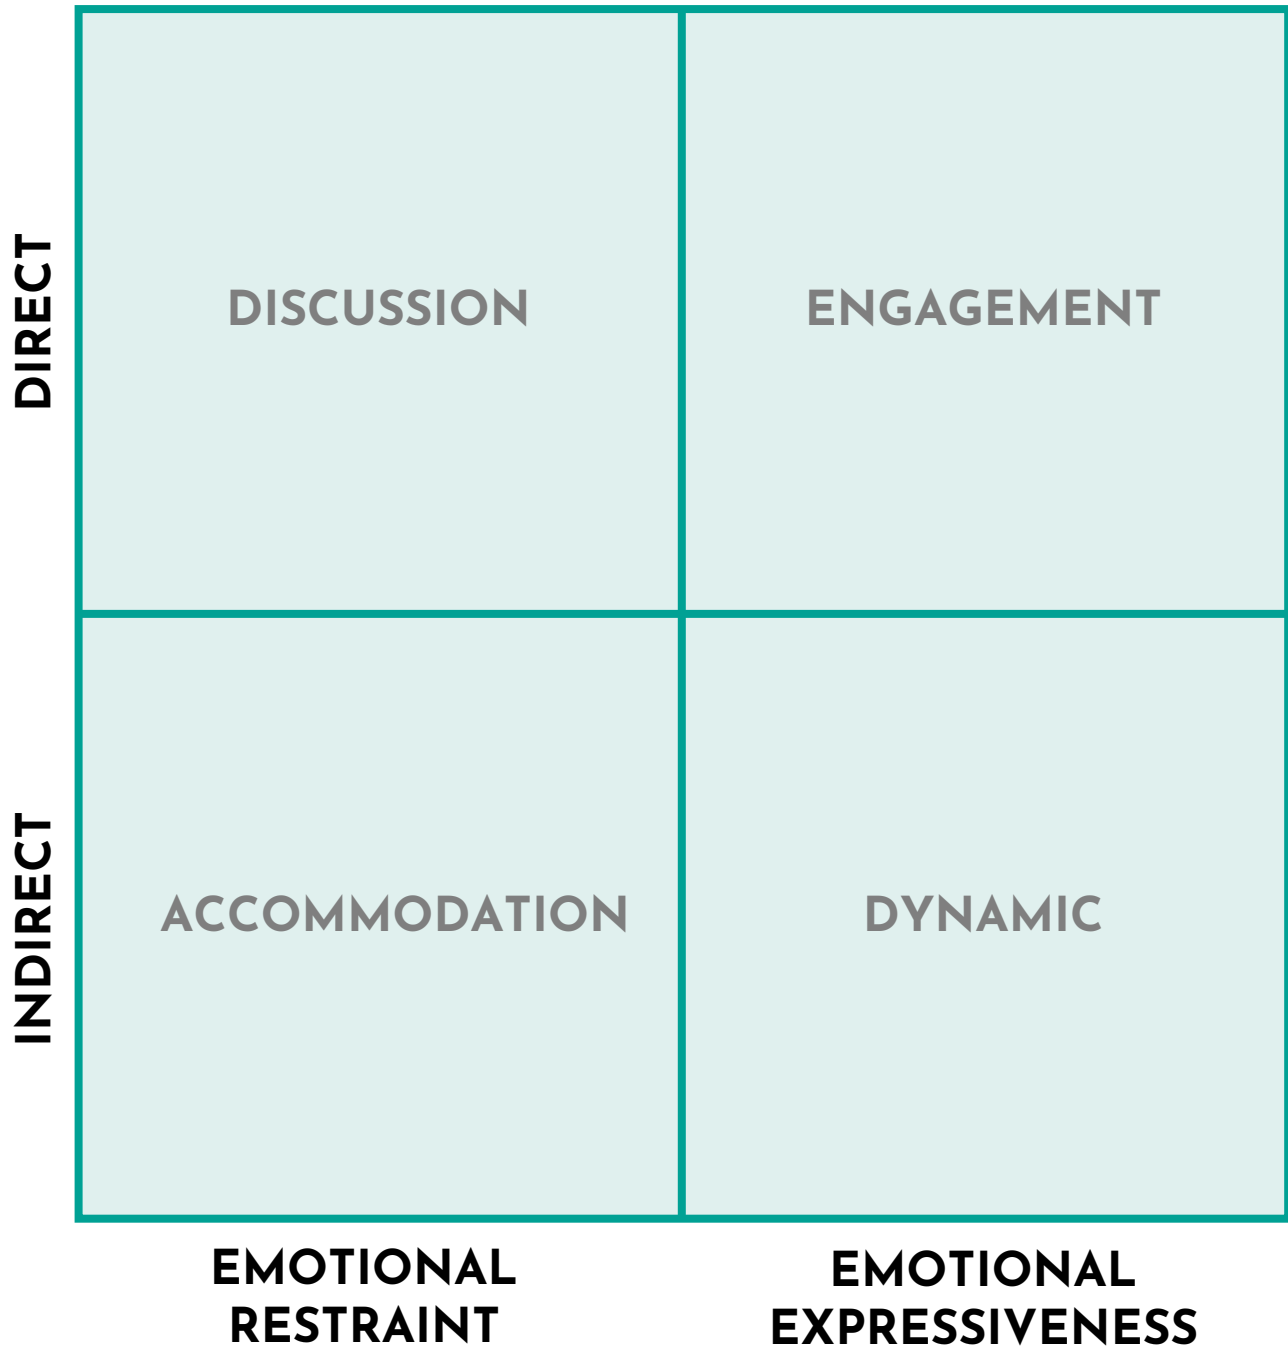 DIRECT
DISCUSSION
ENGAGEMENT
INDIRECT
ACCOMMODATION
DYNAMIC
EMOTIONAL
RESTRAINT
EMOTIONAL
EXPRESSIVENESS